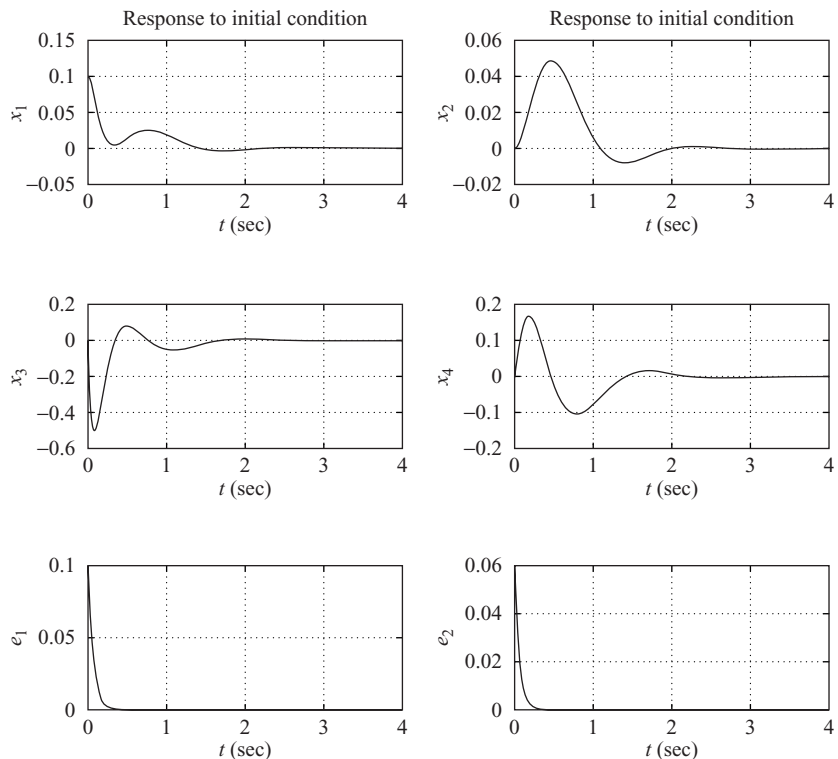 Response to initial condition
0.15
0.1
0.05
0
−0.05
x1
0 1 2 3 4
t (sec)
Response to initial condition
0.06
0.04
0.02
0
−0.02
x2
0 1 2 3 4
t (sec)
0.2
0
−0.2
−0.4
−0.6
x3
0 1 2 3 4
t (sec)
0.2
0.1
0
−0.1
−0.2
x4
0 1 2 3 4
t (sec)
0.1
0.05
0
e1
0 1 2 3 4
t (sec)
0.06
0.04
0.02
0
e2
0 1 2 3 4
t (sec)